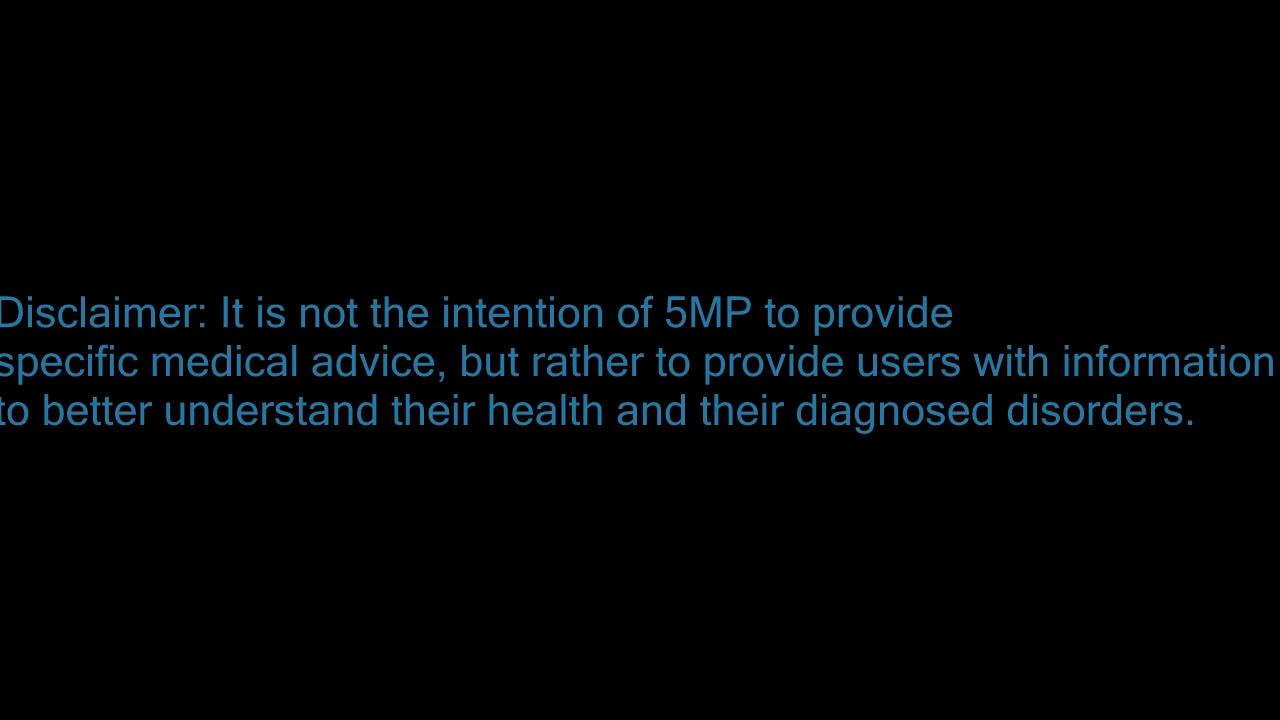 Disclaimer: It is not the intention of 5MP to provide
specific medical advice, but rather to provide users with information
to better understand their health and their diagnosed disorders.